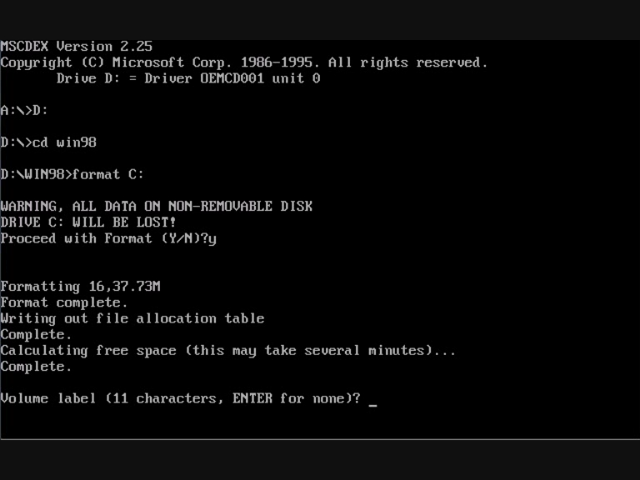 MSCDEX Version 2.25
Copyright (C) Microsoft Corp. 1986-1995. All rights reserved.
Drive D: = Driver OEMCD001 unit 0
A:\>D:
D:\>cd win98
D:\WIN98>format C:
WARNING, ALL DATA ON NON-REMOVABLE DISK
DRIVE C: WILL BE LOST!
Proceed with Format (Y/N)?y
Formatting 16,37.73M
Format complete.
Writing out file allocation table
Complete.
Calculating free space (this may take several minutes)...
Complete.
Volume label (11 characters, ENTER for none)? _